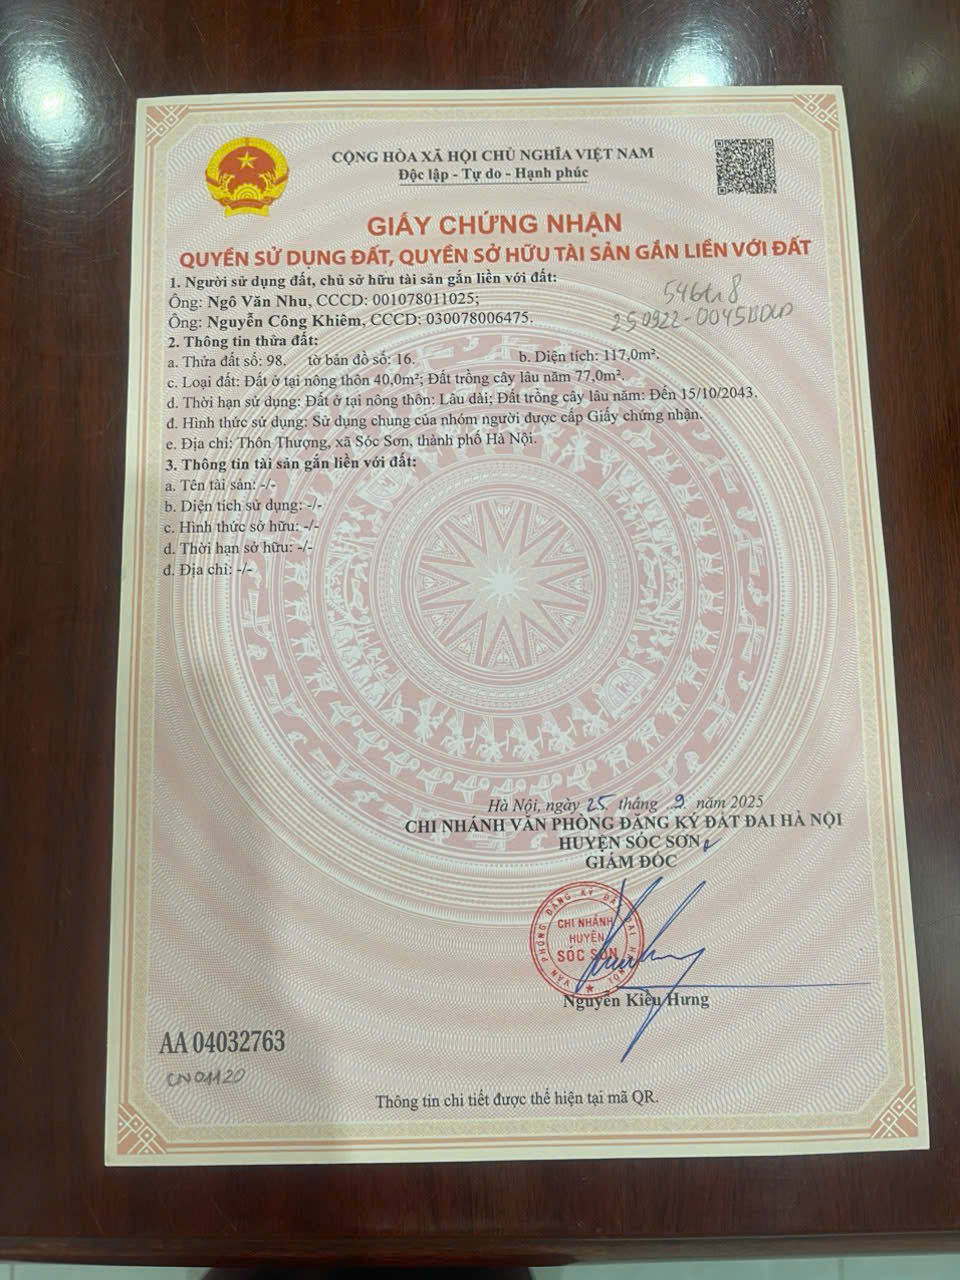 CỘNG HÒA XÃ HỘI CHỦ NGHĨA VIỆT NAM
Độc lập - Tự do - Hạnh phúc
GIẤY CHỨNG NHẬN
QUYỀN SỬ DỤNG ĐẤT, QUYỀN SỞ HỮU TÀI SẢN GẮN LIỀN VỚI ĐẤT
1. Người sử dụng đất, chủ sở hữu tài sản gắn liền với đất:
Ông: Ngô Văn Nhu, CCCD: 001078011025;
Ông: Nguyễn Công Khiêm, CCCD: 030078006475.
2. Thông tin thửa đất:
a. Thửa đất số: 98. tờ bản đồ số: 16. b. Diện tích: 117,0m².
c. Loại đất: Đất ở tại nông thôn 40,0m²; Đất trồng cây lâu năm 77,0m².
d. Thời hạn sử dụng: Đất ở tại nông thôn: Lâu dài; Đất trồng cây lâu năm: Đến 15/10/2043.
đ. Hình thức sử dụng: Sử dụng chung của nhóm người được cấp Giấy chứng nhận.
e. Địa chỉ: Thôn Thượng, xã Sóc Sơn, thành phố Hà Nội.
3. Thông tin tài sản gắn liền với đất:
a. Tên tài sản: -/-
b. Diện tích sử dụng: -/-
c. Hình thức sở hữu: -/-
d. Thời hạn sở hữu: -/-
đ. Địa chỉ: -/-
Hà Nội, ngày 25 tháng 9 năm 2025
CHI NHÁNH VĂN PHÒNG ĐĂNG KÝ ĐẤT ĐAI HÀ NỘI
HUYỆN SÓC SƠN
GIÁM ĐỐC
VĂN PHÒNG ĐĂNG KÝ ĐẤT ĐAI HÀ NỘI
CHI NHÁNH
HUYỆN
SÓC SƠN
Nguyễn Kiều Hưng
AA 04032763
CN01120
Thông tin chi tiết được thể hiện tại mã QR.